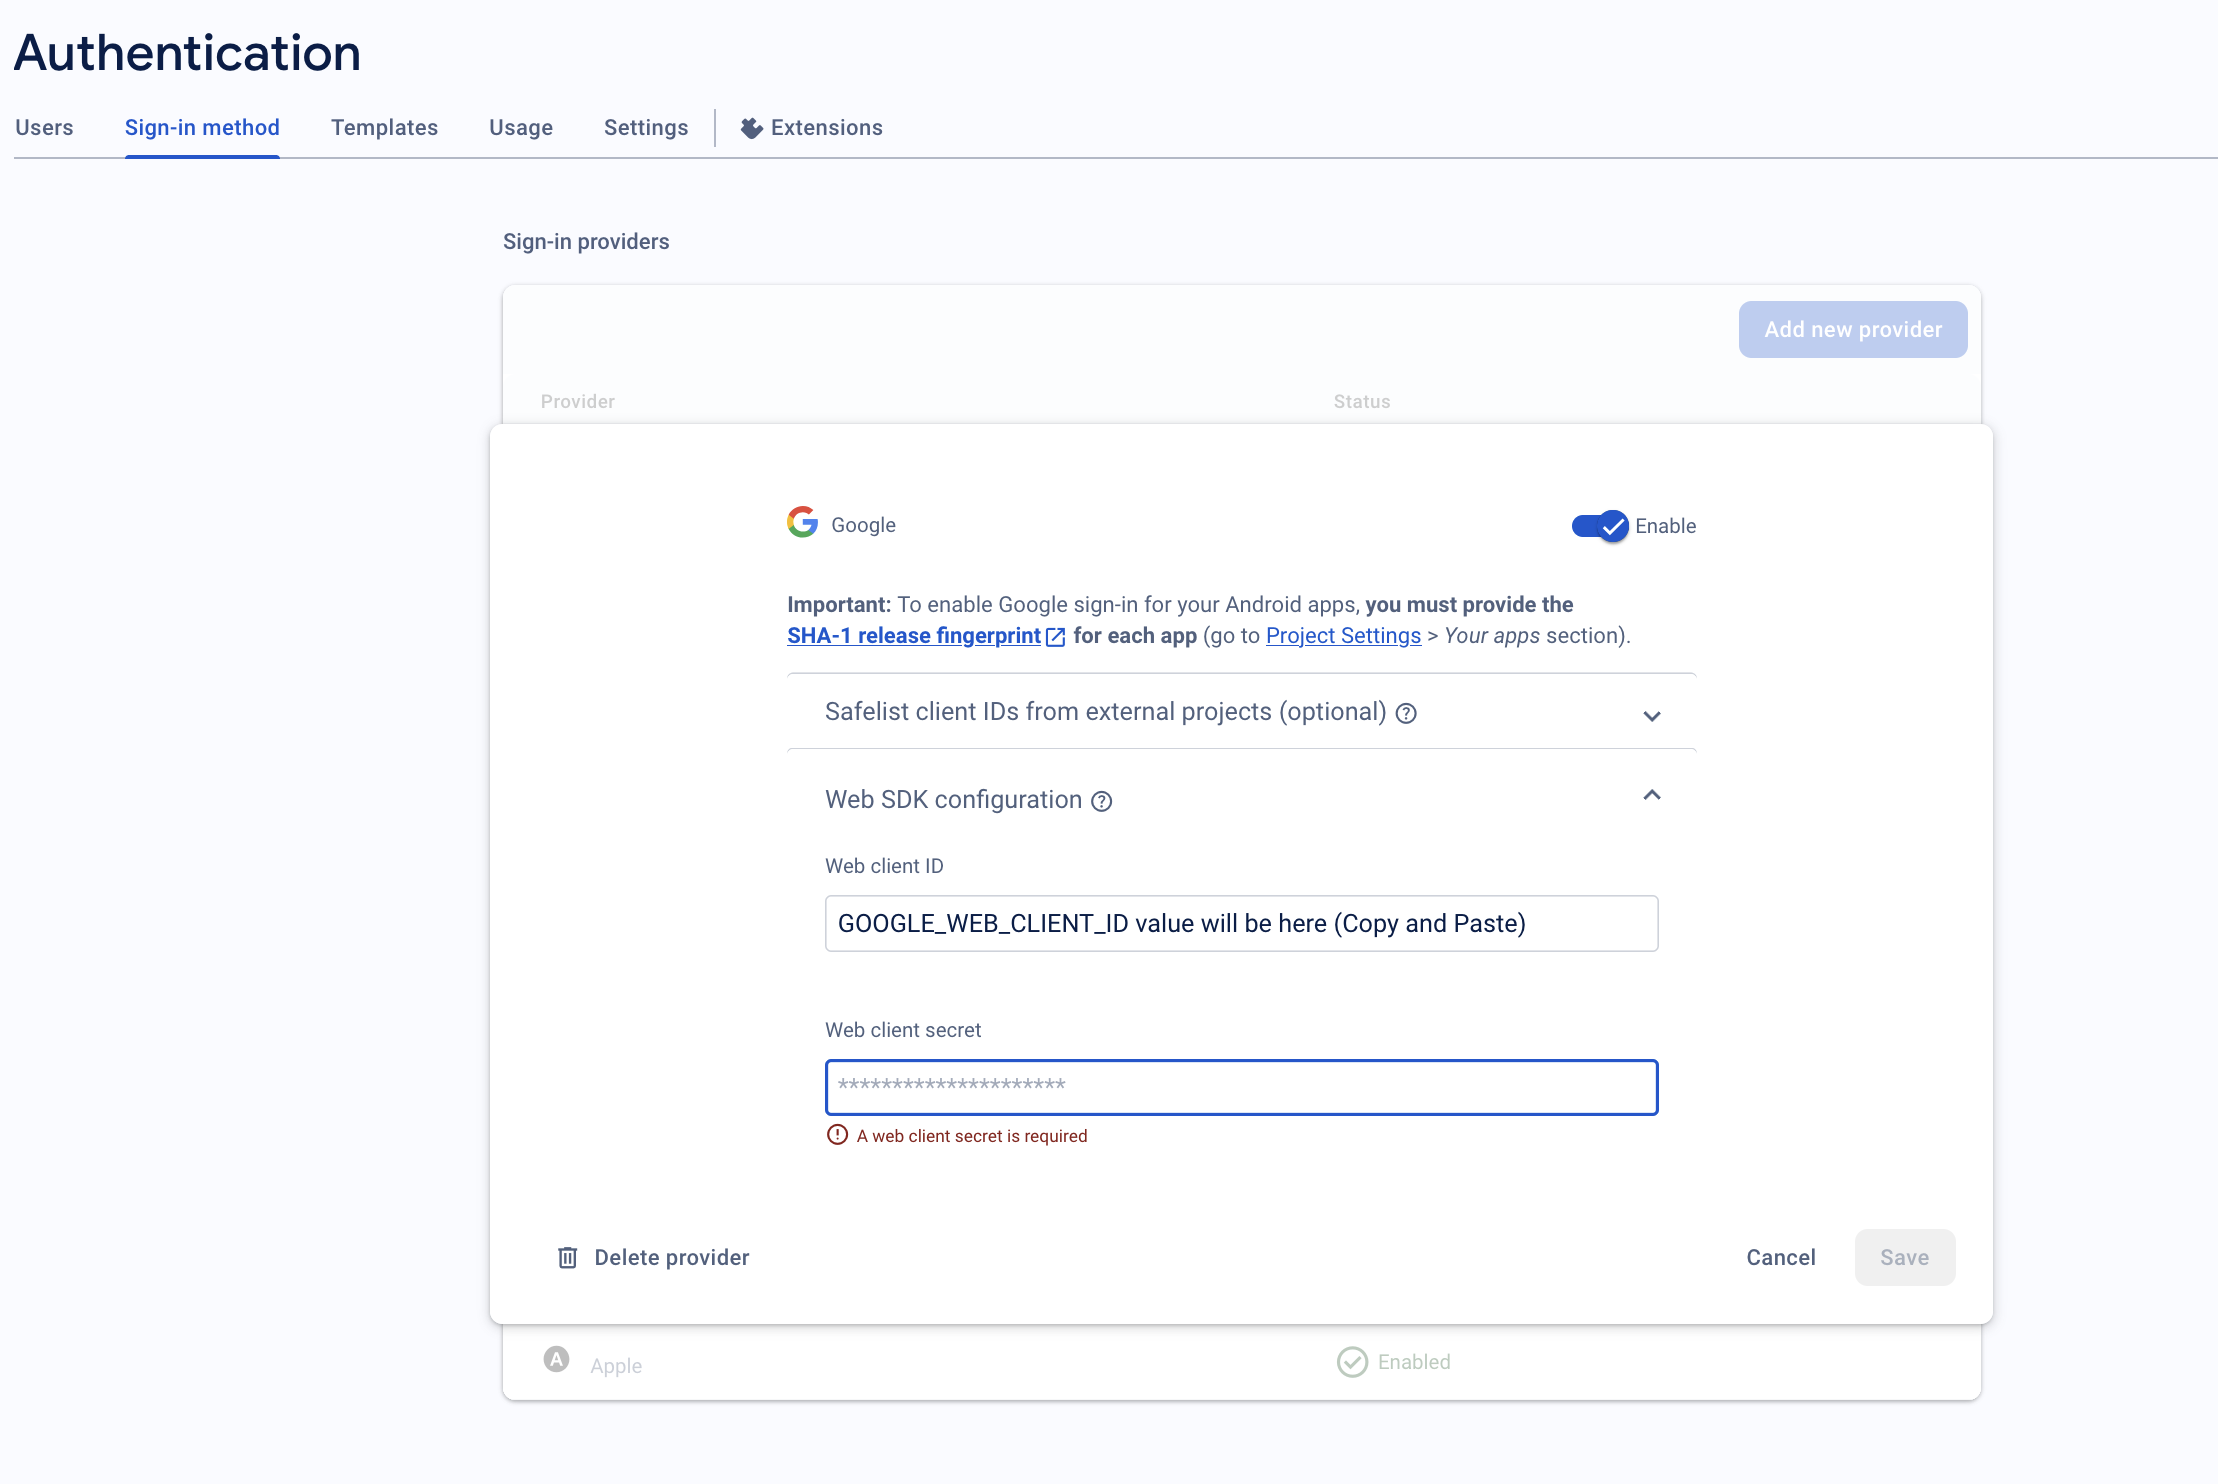 Authentication
Users Sign-in method Templates Usage Settings Extensions
Sign-in providers
Add new provider
Provider Status
Google Enable
Important: To enable Google sign-in for your Android apps, you must provide the
SHA-1 release fingerprint for each app (go to Project Settings > Your apps section).
Safelist client IDs from external projects (optional)
Web SDK configuration
Web client ID
GOOGLE_WEB_CLIENT_ID value will be here (Copy and Paste)
Web client secret
*********************
A web client secret is required
Delete provider Cancel Save
Apple Enabled